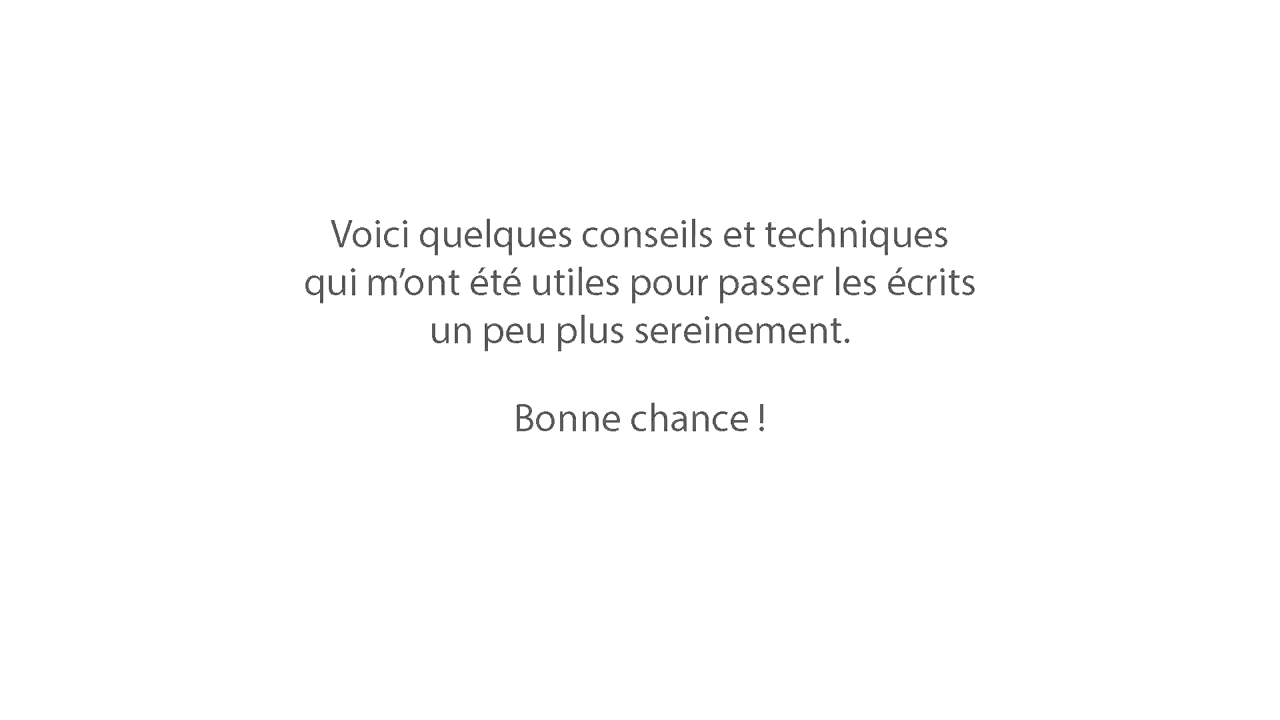 Voici quelques conseils et techniques
qui m’ont été utiles pour passer les écrits
un peu plus sereinement.
Bonne chance !